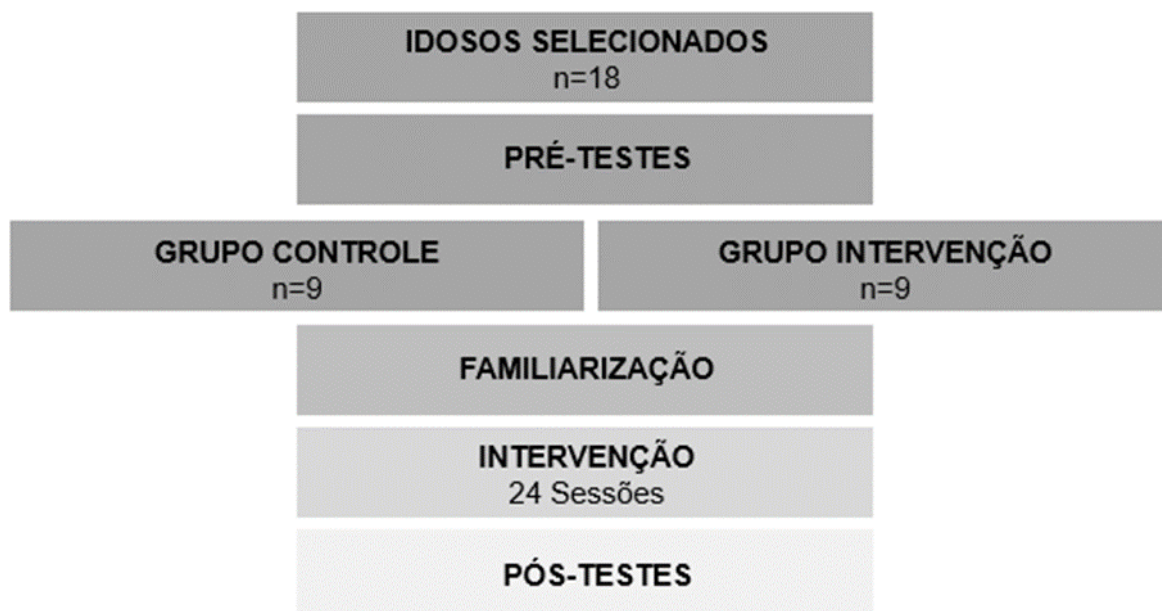 IDOSOS SELECIONADOS
n=18
PRÉ-TESTES
GRUPO CONTROLE
n=9
GRUPO INTERVENÇÃO
n=9
FAMILIARIZAÇÃO
INTERVENÇÃO
24 Sessões
PÓS-TESTES